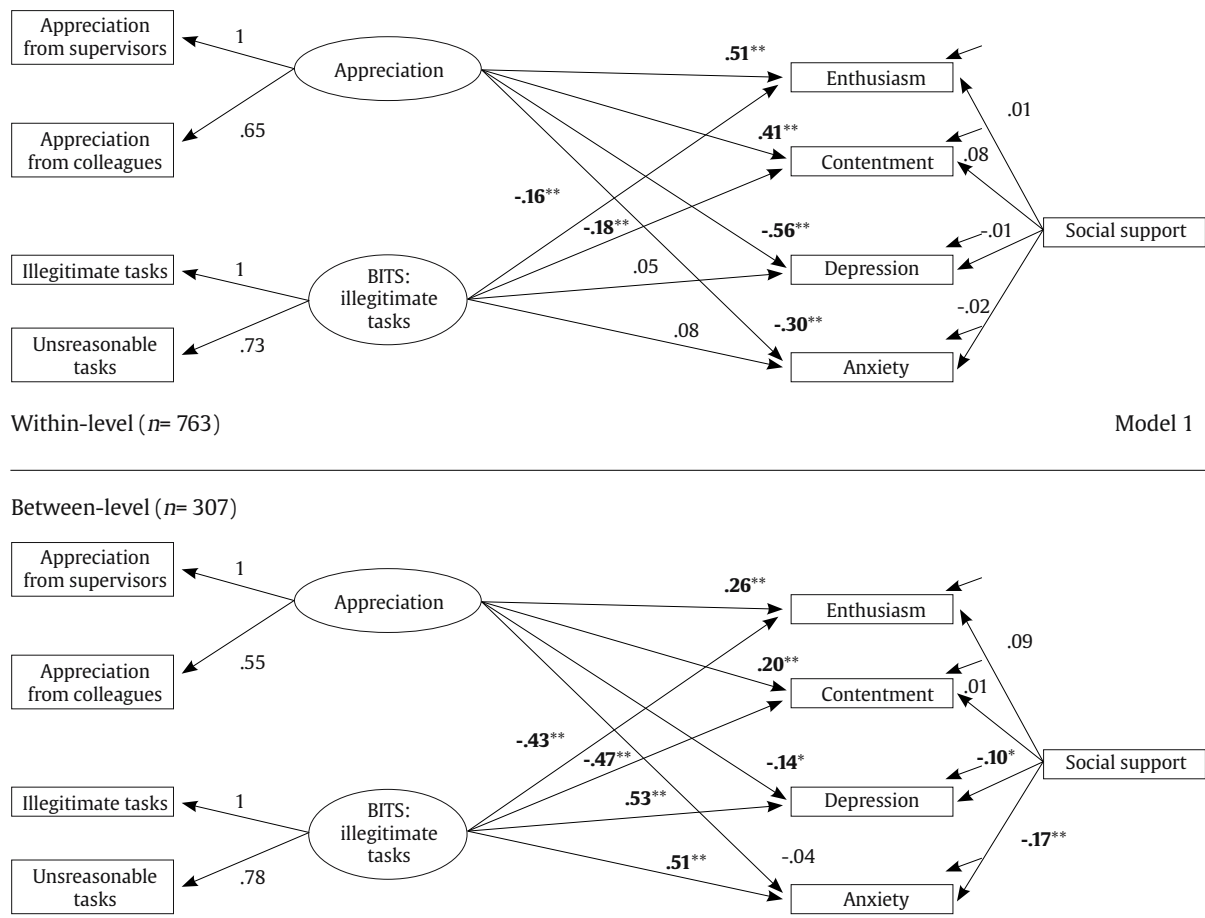 Appreciation
from supervisors
1
Appreciation
.51**
Enthusiasm
.01
Appreciation
from colleagues
.65
.41**
Contentment
.08
-.16**
-.18**
-.56**
-.01
Social support
Illegitimate tasks
1
BITS:
illegitimate
tasks
.05
Depression
-.02
Unsreasonable
tasks
.73
.08
-.30**
Anxiety
Within-level (n= 763)
Model 1
Between-level (n= 307)
Appreciation
from supervisors
1
Appreciation
.26**
Enthusiasm
.09
Appreciation
from colleagues
.55
.20**
Contentment
.01
-.43**
-.47**
-.14*
-.10*
Social support
Illegitimate tasks
1
BITS:
illegitimate
tasks
.53**
Depression
-.17**
Unsreasonable
tasks
.78
.51**
-.04
Anxiety